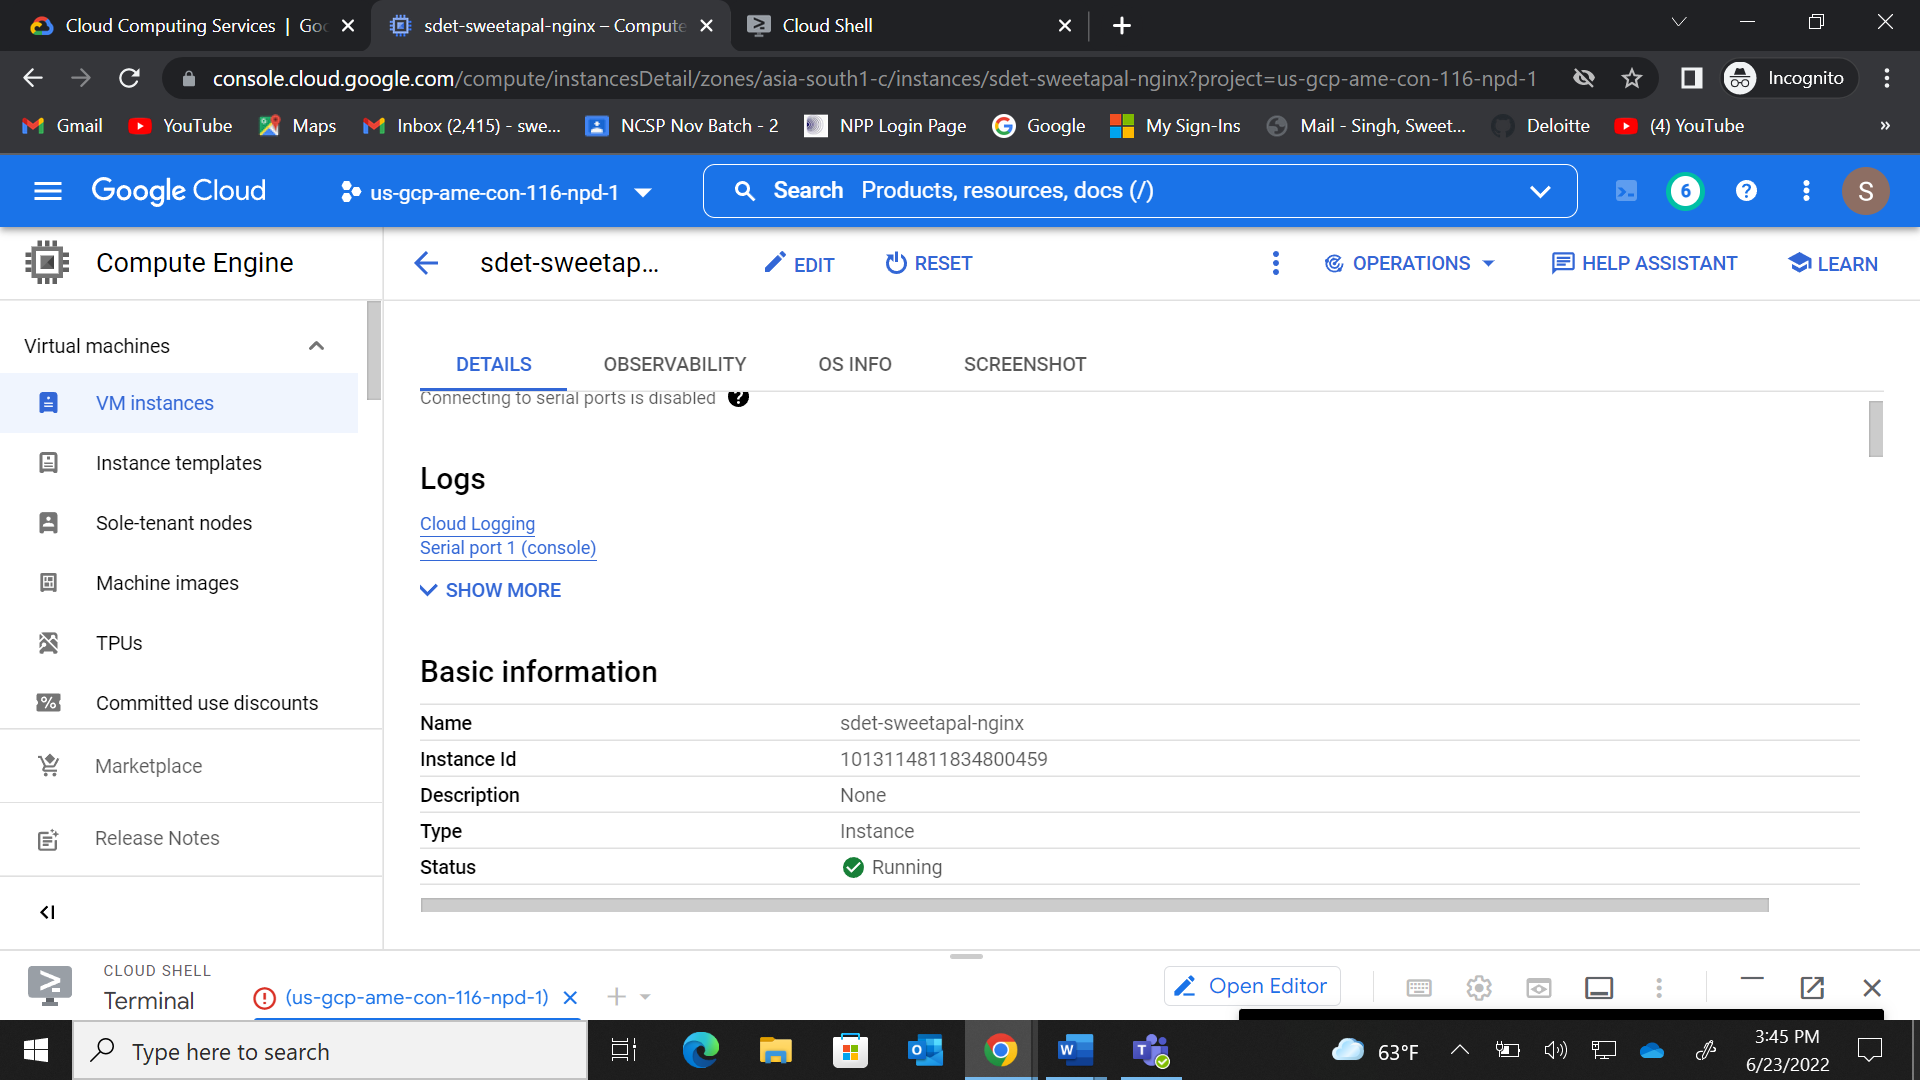 Cloud Computing Services | Goo
sdet-sweetapal-nginx – Compute
Cloud Shell
console.cloud.google.com/compute/instancesDetail/zones/asia-south1-c/instances/sdet-sweetapal-nginx?project=us-gcp-ame-con-116-npd-1
Incognito
Gmail
YouTube
Maps
Inbox (2,415) - swe...
NCSP Nov Batch - 2
NPP Login Page
Google
My Sign-Ins
Mail - Singh, Sweet...
Deloitte
(4) YouTube
»
Google Cloud
us-gcp-ame-con-116-npd-1
Search Products, resources, docs (/)
6
S
Compute Engine
sdet-sweetap...
EDIT
RESET
OPERATIONS
HELP ASSISTANT
LEARN
Virtual machines
VM instances
Instance templates
Sole-tenant nodes
Machine images
TPUs
Committed use discounts
Marketplace
Release Notes
DETAILS
OBSERVABILITY
OS INFO
SCREENSHOT
Connecting to serial ports is disabled
Logs
Cloud Logging
Serial port 1 (console)
SHOW MORE
Basic information
Name sdet-sweetapal-nginx
Instance Id 1013114811834800459
Description None
Type Instance
Status Running
CLOUD SHELL
Terminal
(us-gcp-ame-con-116-npd-1)
Open Editor
Type here to search
63°F
3:45 PM
6/23/2022